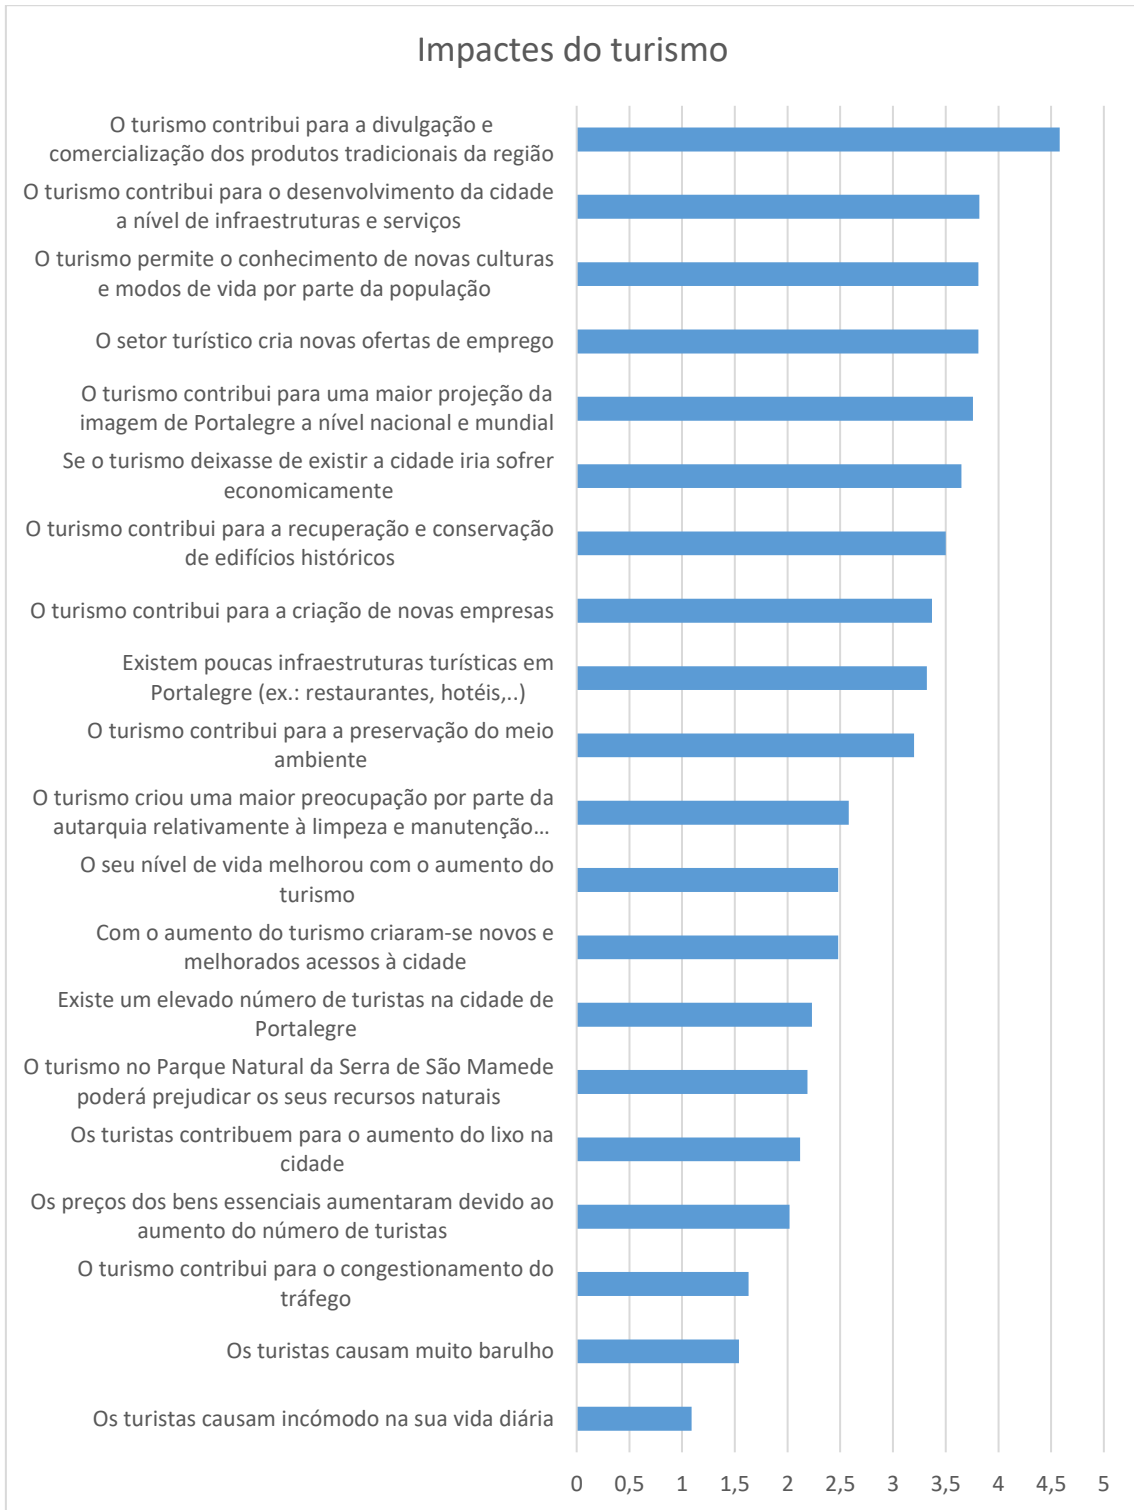 Impactes do turismo
O turismo contribui para a divulgação e
comercialização dos produtos tradicionais da região
O turismo contribui para o desenvolvimento da cidade
a nível de infraestruturas e serviços
O turismo permite o conhecimento de novas culturas
e modos de vida por parte da população
O setor turístico cria novas ofertas de emprego
O turismo contribui para uma maior projeção da
imagem de Portalegre a nível nacional e mundial
Se o turismo deixasse de existir a cidade iria sofrer
economicamente
O turismo contribui para a recuperação e conservação
de edifícios históricos
O turismo contribui para a criação de novas empresas
Existem poucas infraestruturas turísticas em
Portalegre (ex.: restaurantes, hotéis,..)
O turismo contribui para a preservação do meio
ambiente
O turismo criou uma maior preocupação por parte da
autarquia relativamente à limpeza e manutenção...
O seu nível de vida melhorou com o aumento do
turismo
Com o aumento do turismo criaram-se novos e
melhorados acessos à cidade
Existe um elevado número de turistas na cidade de
Portalegre
O turismo no Parque Natural da Serra de São Mamede
poderá prejudicar os seus recursos naturais
Os turistas contribuem para o aumento do lixo na
cidade
Os preços dos bens essenciais aumentaram devido ao
aumento do número de turistas
O turismo contribui para o congestionamento do
tráfego
Os turistas causam muito barulho
Os turistas causam incómodo na sua vida diária
0 0,5 1 1,5 2 2,5 3 3,5 4 4,5 5